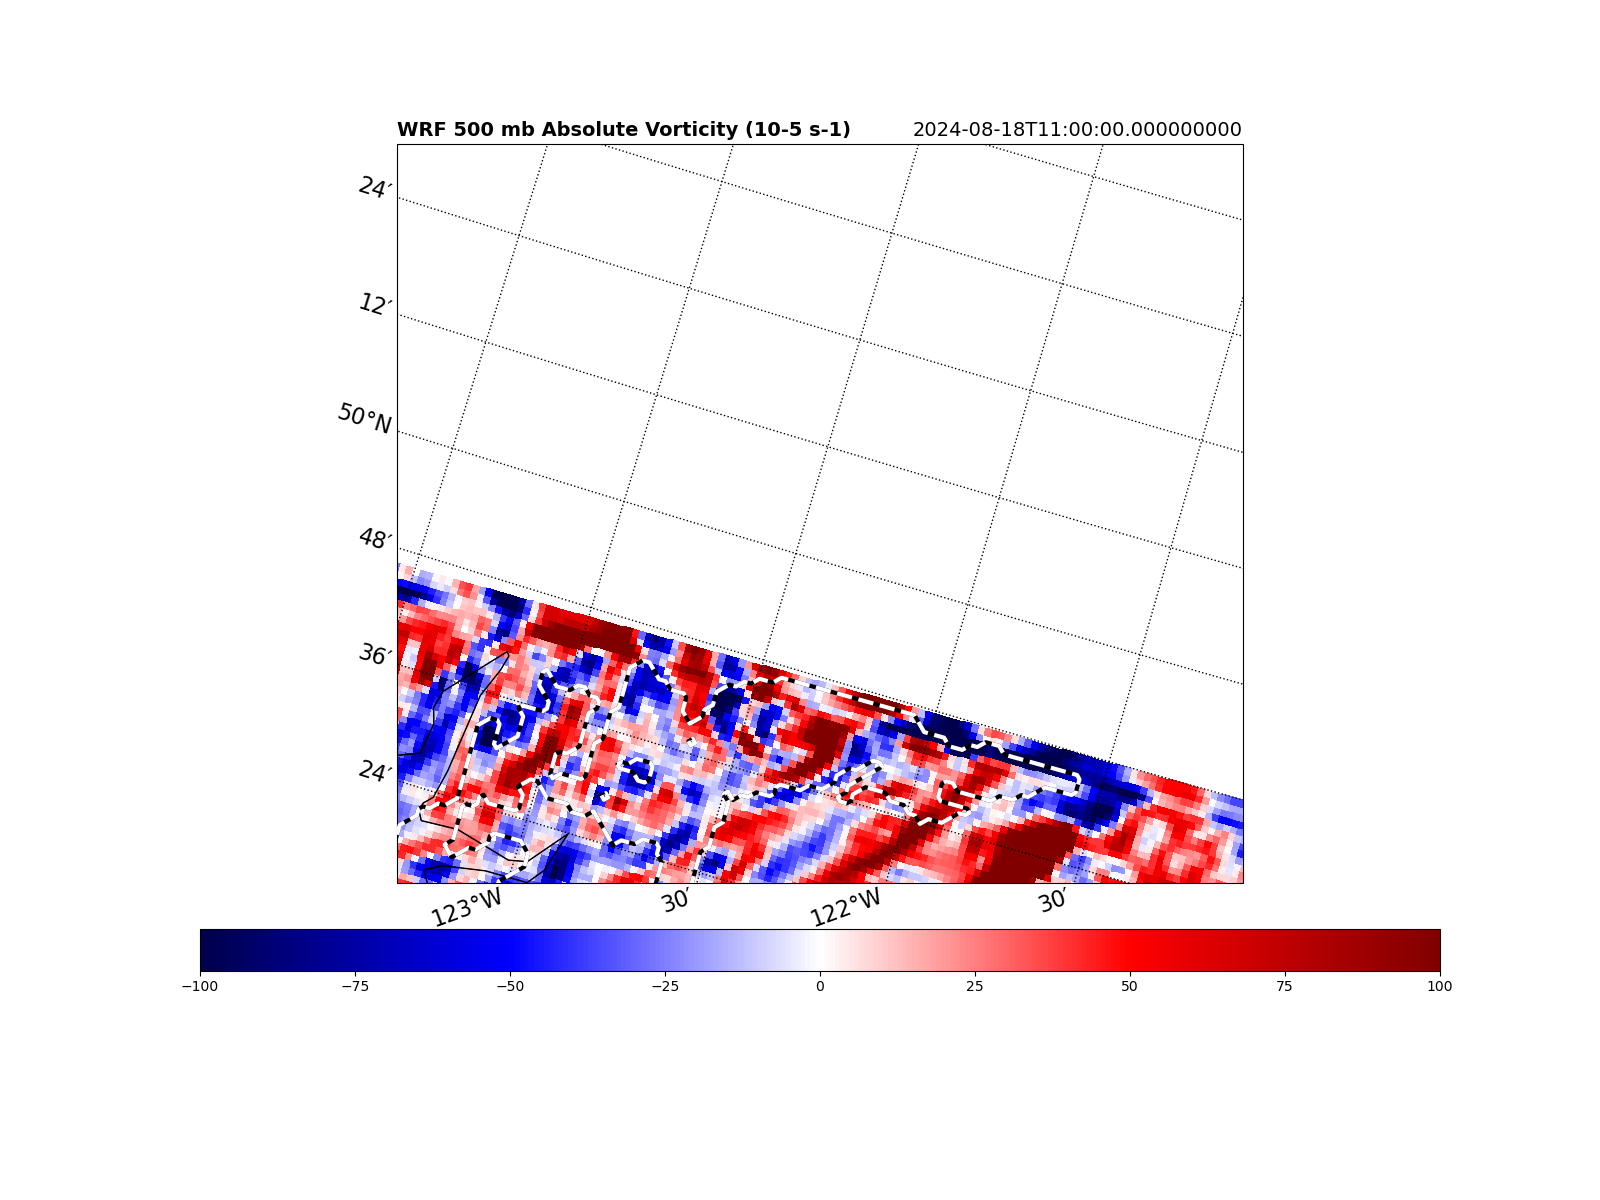 WRF 500 mb Absolute Vorticity (10-5 s-1) 2024-08-18T11:00:00.000000000
24′
12′
50°N
48′
36′
24′
123°W 30′ 122°W 30′
−100 −75 −50 −25 0 25 50 75 100